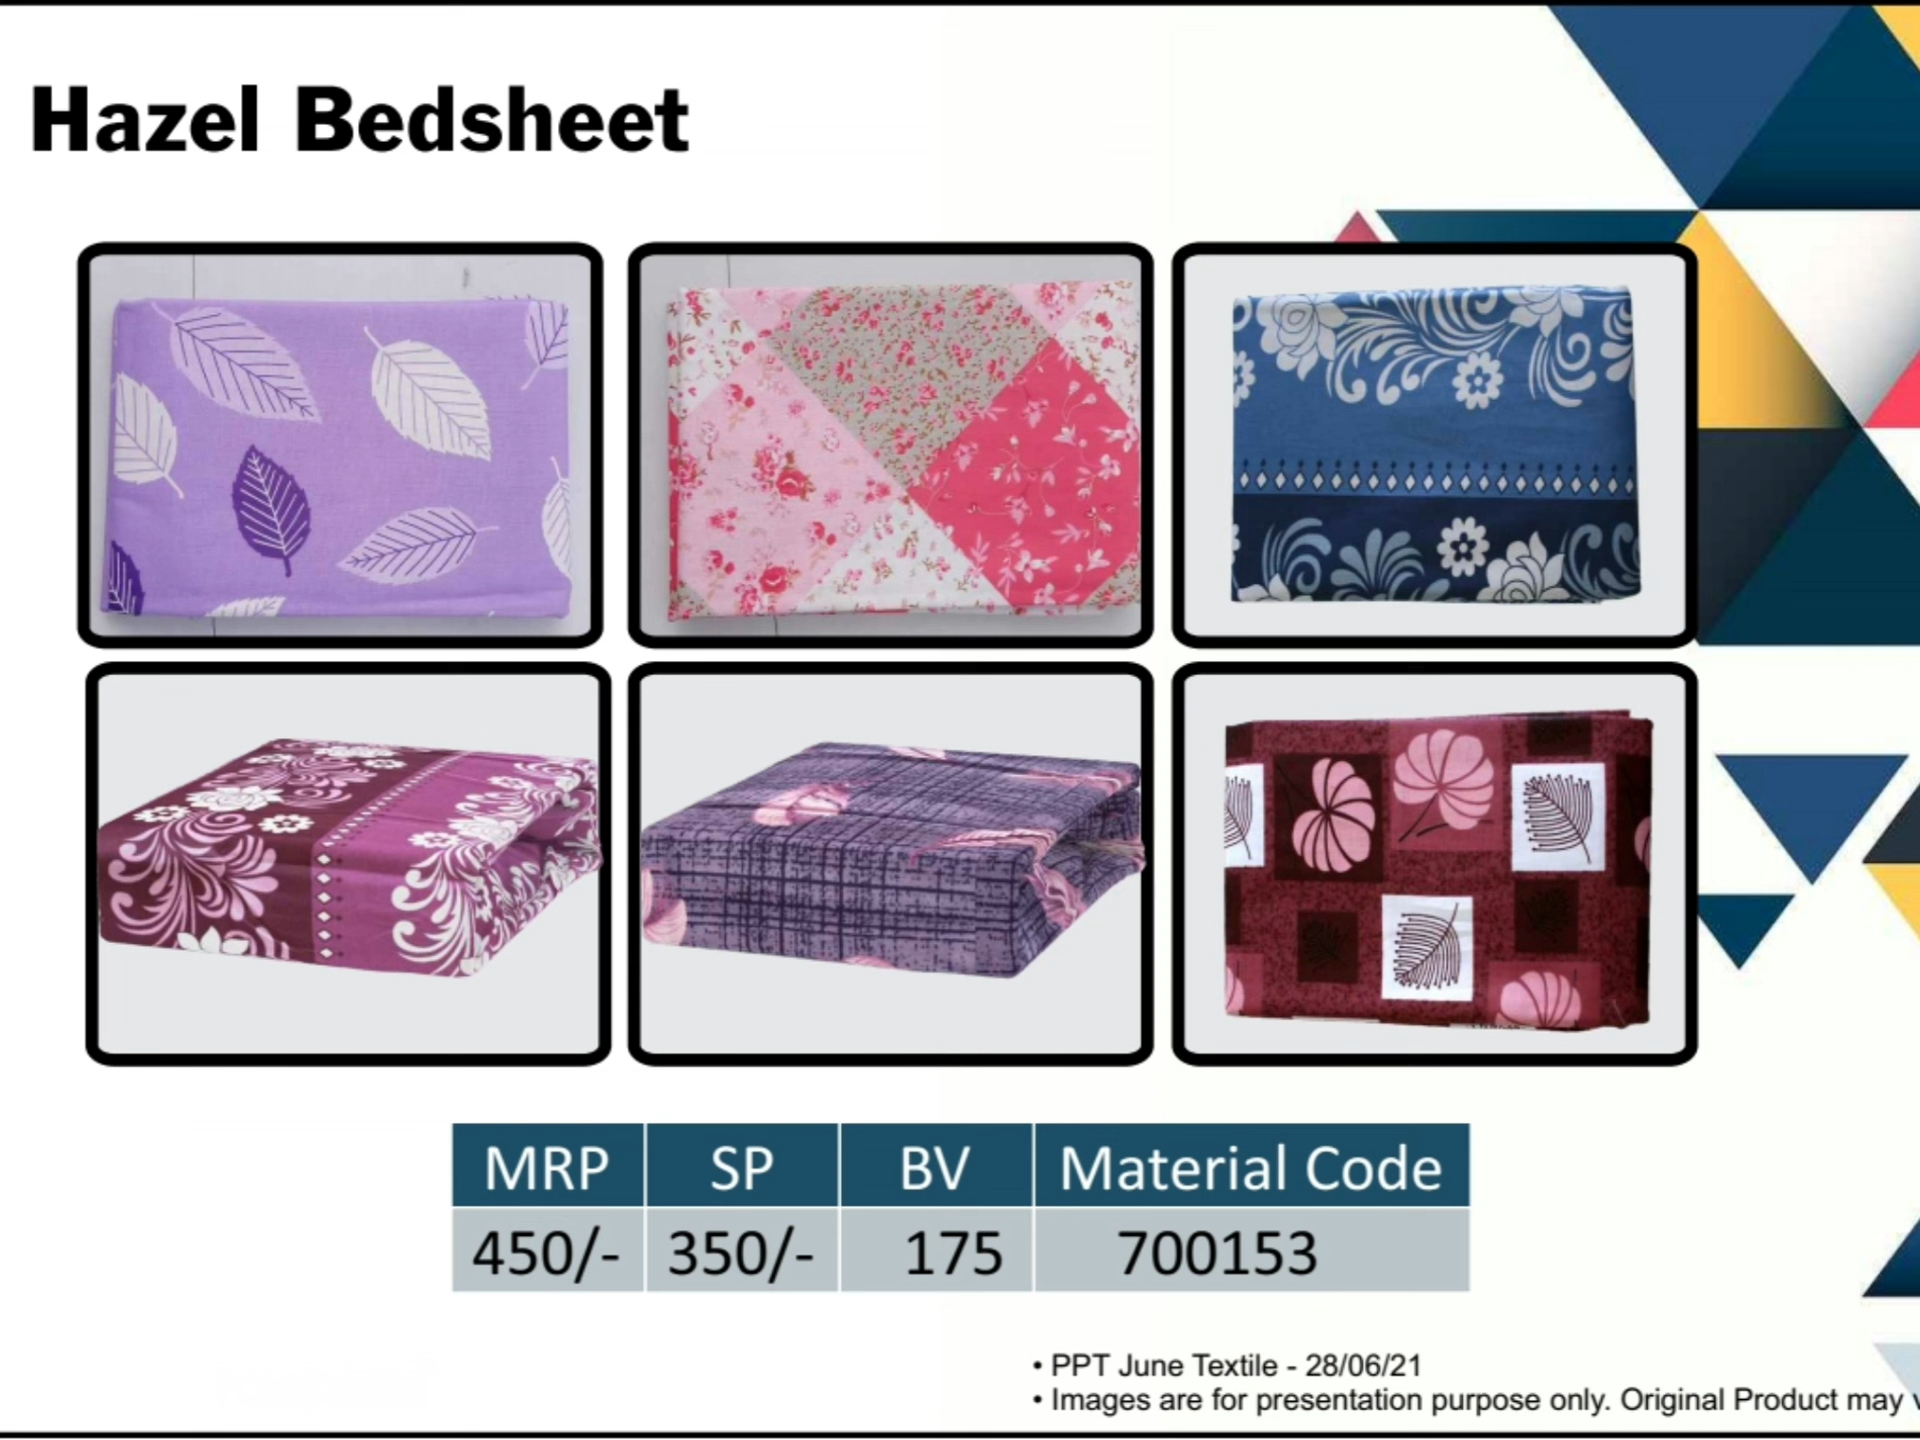 Hazel Bedsheet
MRP SP BV Material Code
450/- 350/- 175 700153
• PPT June Textile - 28/06/21
• Images are for presentation purpose only. Original Product may